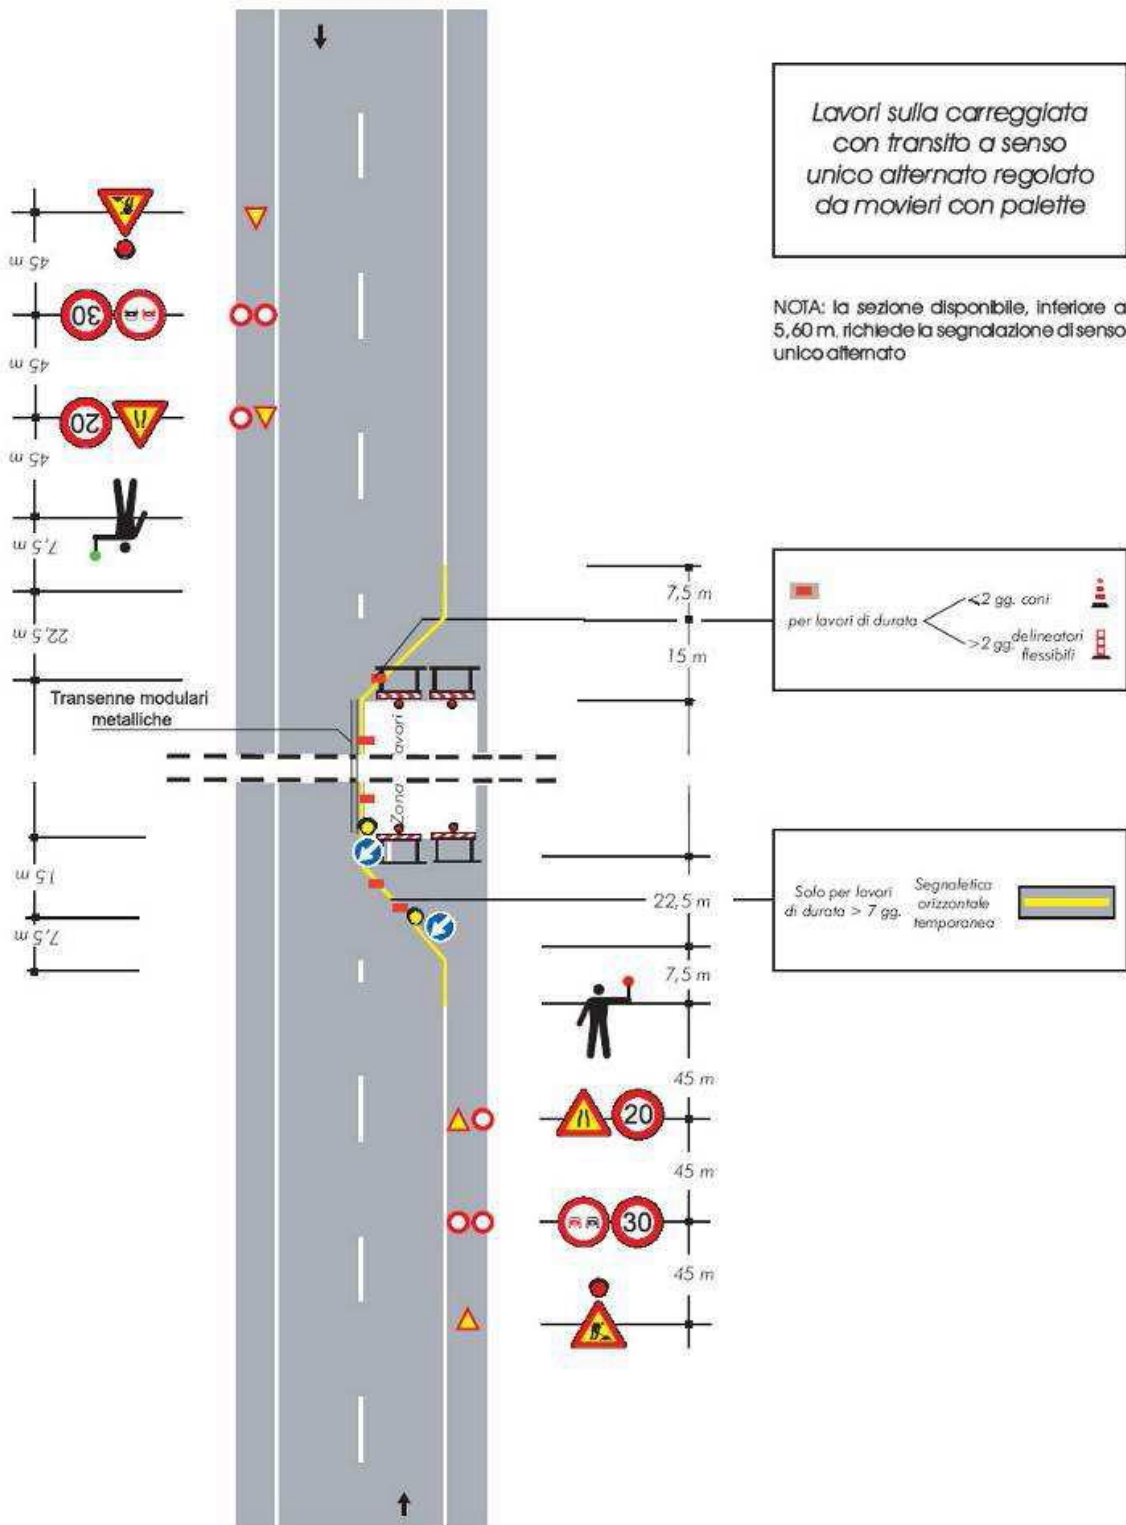 Lavori sulla carreggiata
con transito a senso
unico alternato regolato
da movieri con palette
NOTA: la sezione disponibile, inferiore a
5,60 m. richiede la segnalazione di senso
unico alternato
45 m
30
45 m
20
45 m
7,5 m
22,5 m
Transenne modulari
metalliche
Zona lavori
15 m
7,5 m
7,5 m
15 m
per lavori di durata
<2 gg. coni
>2 gg. delineatori
flessibili
22,5 m
Solo per lavori
di durata > 7 gg.
Segnaletica
orizzontale
temporanea
7,5 m
45 m
20
45 m
30
45 m